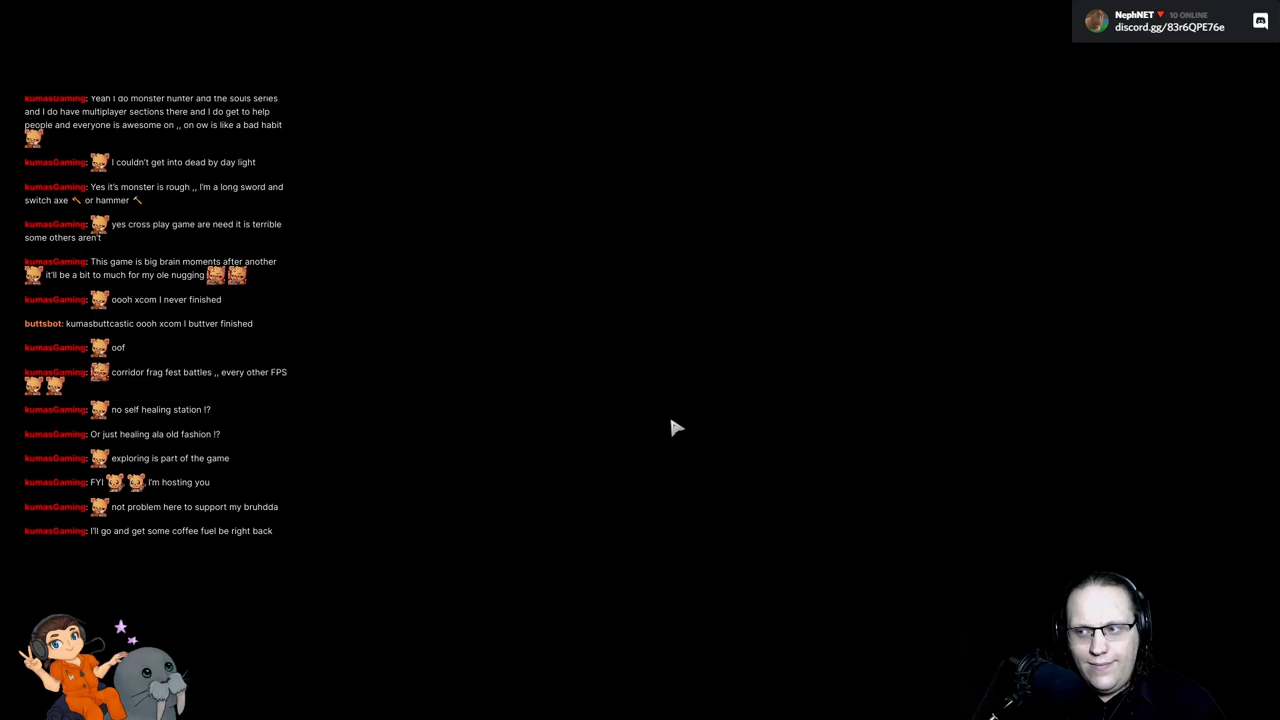 NephNET 10 ONLINE
discord.gg/83r6QPE76e
kumasGaming: Yeah I do monster hunter and the souls series
and I do have multiplayer sections there and I do get to help
people and everyone is awesome on ,, on ow is like a bad habit
kumasGaming: I couldn't get into dead by day light
kumasGaming: Yes it's monster is rough ,, I'm a long sword and
switch axe 🪓 or hammer 🔨
kumasGaming: yes cross play game are need it is terrible
some others aren't
kumasGaming: This game is big brain moments after another
it'll be a bit to much for my ole nugging
kumasGaming: oooh xcom I never finished
buttsbot: kumasbuttcastic oooh xcom I buttver finished
kumasGaming: oof
kumasGaming: corridor frag fest battles ,, every other FPS
kumasGaming: no self healing station !?
kumasGaming: Or just healing ala old fashion !?
kumasGaming: exploring is part of the game
kumasGaming: FYI I'm hosting you
kumasGaming: not problem here to support my bruhdda
kumasGaming: I'll go and get some coffee fuel be right back